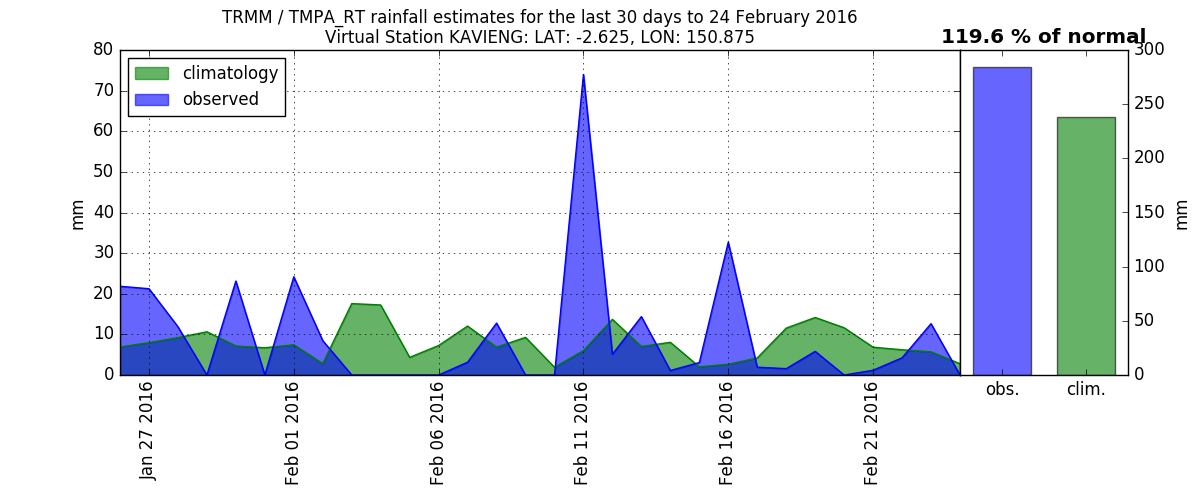 TRMM / TMPA_RT rainfall estimates for the last 30 days to 24 February 2016
Virtual Station KAVIENG: LAT: -2.625, LON: 150.875
119.6 % of normal
climatology
observed
80
70
60
50
40
30
20
10
0
mm
Jan 27 2016
Feb 01 2016
Feb 06 2016
Feb 11 2016
Feb 16 2016
Feb 21 2016
300
250
200
150
100
50
0
mm
obs.
clim.